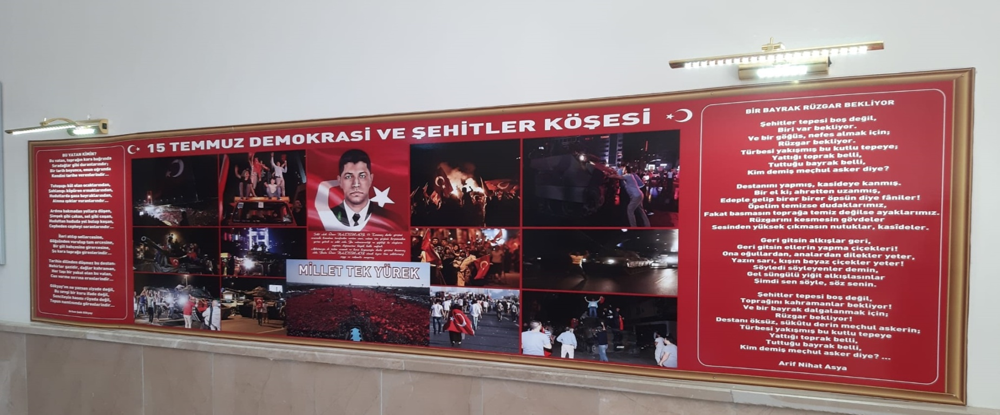 15 TEMMUZ DEMOKRASİ VE ŞEHİTLER KÖŞESİ
BU VATAN KİMİN?
Bu vatan, toprağın kara bağrında
Sıradağlar gibi duranlarındır;
Bir tarih boyunca, onun uğrunda
Kendini tarihe verenlerindir...
Tutuşup: kül olan ocaklarından,
Şahlanıp: köpüren ırmaklarından,
Hudutlarda gaza bayraklarından,
Alnına ışıklar vuranlarındır...
Ardına bakmadan yollara düşen,
Şimşek gibi çakan, sel gibi coşan,
Huduttan hududa yol bulup koşan,
Cepheden cepheyi soranlarındır...
İleri atılıp sellercesine,
Göğsünden vurulup tam ercesine,
Bir gül bahçesine girercesine,
Şu kara toprağa girenlerindir...
Tarihin dilinden düşmez bu destan:
Nehirler gazidir, dağlar kahraman,
Her taşı bir yakut olan bu vatan,
Can verme sırrına erenlerindir...
Gökyay'ım ne yazsan ziyade değil,
Bu sevgi bir kuru ifade değil,
Sencileyin hasmı rüyada değil,
Topun namlusunda görenlerindir...
Orhan Şaik Gökyay
MİLLET TEK YÜREK
BİR BAYRAK RÜZGAR BEKLİYOR
Şehitler tepesi boş değil,
Biri var bekliyor.
Ve bir göğüs, nefes almak için;
Rüzgar bekliyor.
Türbesi yakışmış bu kutlu tepeye;
Yattığı toprak belli,
Tuttuğu bayrak belli,
Kim demiş meçhul asker diye?
Destanını yapmış, kasideye kanmış.
Bir el ki; ahretten uzanmış,
Edeple gelip birer birer öpsün diye fâniler!
Öpelim temizse dudaklarımız,
Fakat basmasın toprağa temiz değilse ayaklarımız.
Rüzgarını kesmesin gövdeler
Sesinden yüksek çıkmasın nutuklar, kasîdeler.
Geri gitsin alkışlar geri,
Geri gitsin ellerin yapma çiçekleri!
Ona oğullardan, analardan dilekler yeter,
Yazın sarı, kışın beyaz çiçekler yeter!
Söyledi söyleyenler demin,
Gel süngülü yiğit alkışlasınlar
Şimdi sen söyle, söz senin.
Şehitler tepesi boş değil,
Toprağını kahramanlar bekliyor!
Ve bir bayrak dalgalanmak için;
Rüzgar bekliyor!
Destanı öksüz, sükûtu derin meçhul askerin;
Türbesi yakışmış bu kutlu tepeye
Yattığı toprak belli,
Tuttuğu bayrak belli,
Kim demiş meçhul asker diye? ...
Arif Nihat Asya